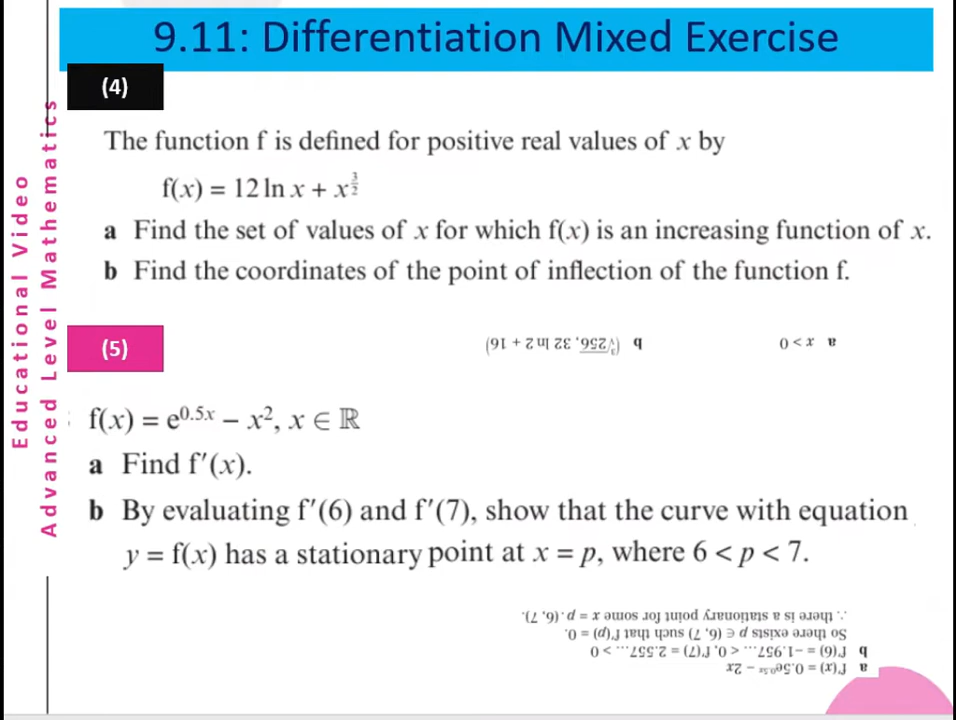 9.11: Differentiation Mixed Exercise
Educational Video
Advanced Level Mathematics
(4)
The function f is defined for positive real values of x by
f(x) = 12 ln x + x^{3/2}
a Find the set of values of x for which f(x) is an increasing function of x.
b Find the coordinates of the point of inflection of the function f.
a x > 0 b (∛256, 32 ln 2 + 16)
(5)
f(x) = e^{0.5x} – x², x ∈ ℝ
a Find f′(x).
b By evaluating f′(6) and f′(7), show that the curve with equation
y = f(x) has a stationary point at x = p, where 6 < p < 7.
a f′(x) = 0.5e^{0.5x} – 2x
b f′(6) = –1.957... < 0, f′(7) = 2.557... > 0
So there exists p ∈ (6, 7) such that f′(p) = 0.
∴ there is a stationary point for some x = p ∈ (6, 7).